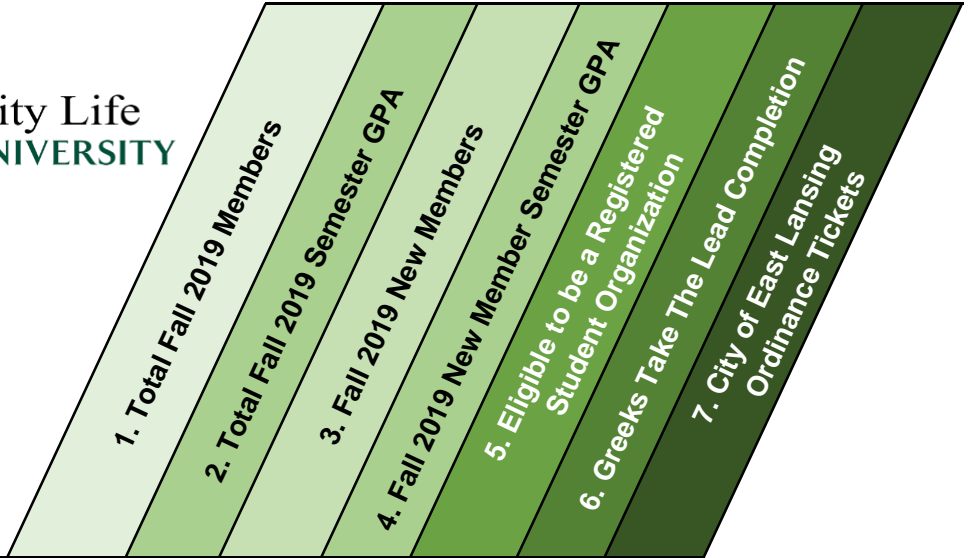 ity Life
NIVERSITY
1. Total Fall 2019 Members
2. Total Fall 2019 Semester GPA
3. Fall 2019 New Members
4. Fall 2019 New Member Semester GPA
5. Eligible to be a Registered
Student Organization
6. Greeks Take The Lead Completion
7. City of East Lansing
Ordinance Tickets